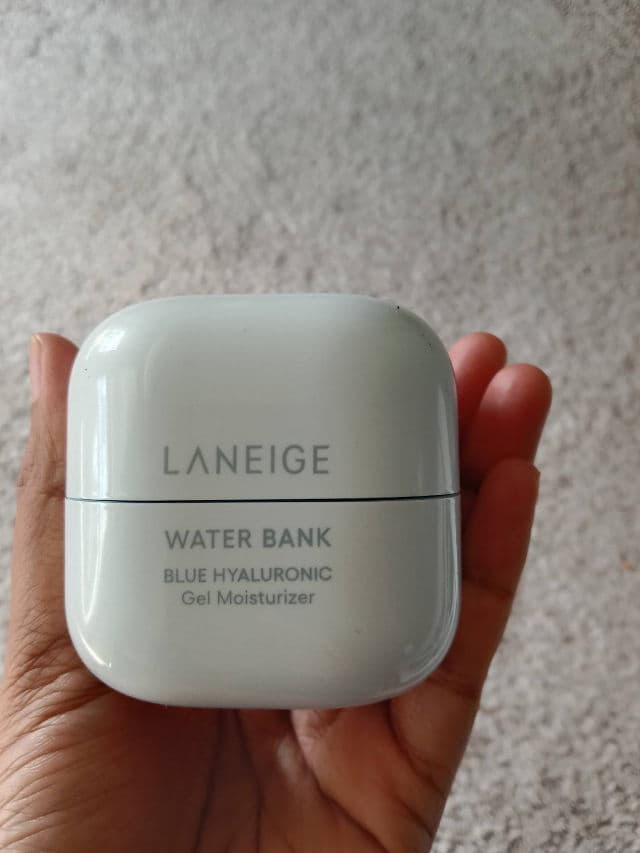 LANEIGE
WATER BANK
BLUE HYALURONIC
Gel Moisturizer